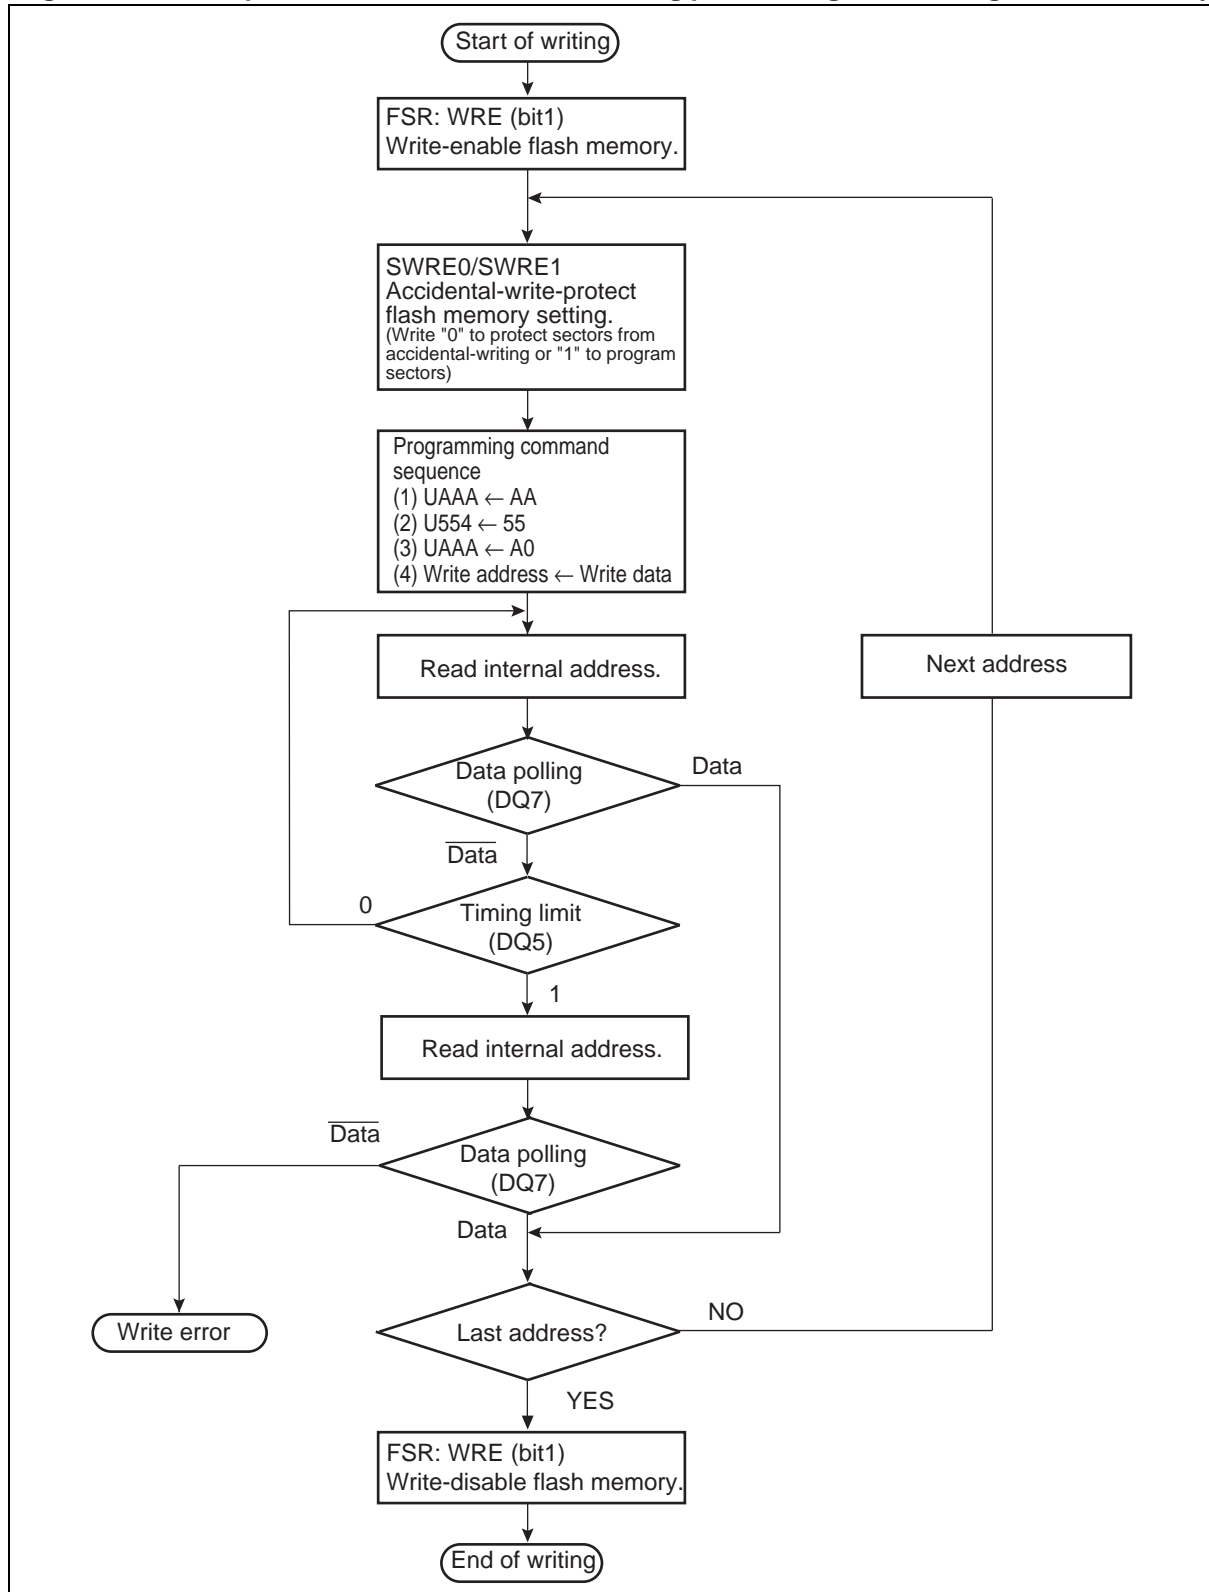 Start of writing
FSR: WRE (bit1)
Write-enable flash memory.
SWRE0/SWRE1
Accidental-write-protect
flash memory setting.
(Write "0" to protect sectors from
accidental-writing or "1" to program
sectors)
Programming command
sequence
(1) UAAA ← AA
(2) U554 ← 55
(3) UAAA ← A0
(4) Write address ← Write data
Read internal address.
Next address
Data polling
(DQ7)
Data
D̅a̅t̅a̅
0
Timing limit
(DQ5)
1
Read internal address.
D̅a̅t̅a̅
Data polling
(DQ7)
Data
Write error
Last address?
NO
YES
FSR: WRE (bit1)
Write-disable flash memory.
End of writing